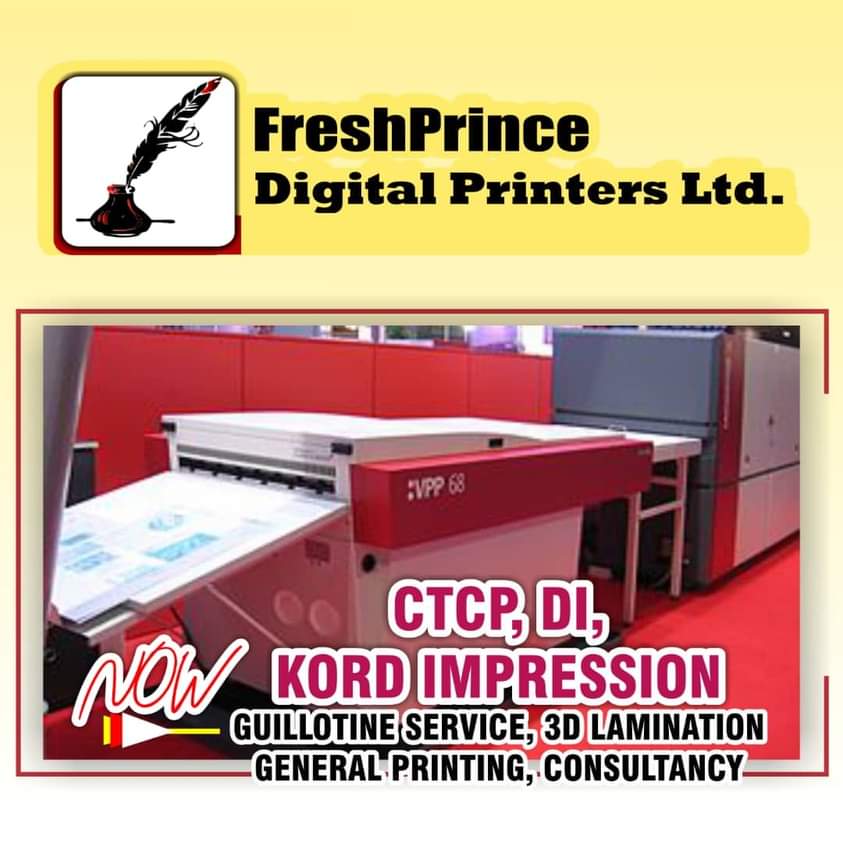 FreshPrince
Digital Printers Ltd.
:VPP 68
CTCP, DI,
KORD IMPRESSION
NOW
GUILLOTINE SERVICE, 3D LAMINATION
GENERAL PRINTING, CONSULTANCY